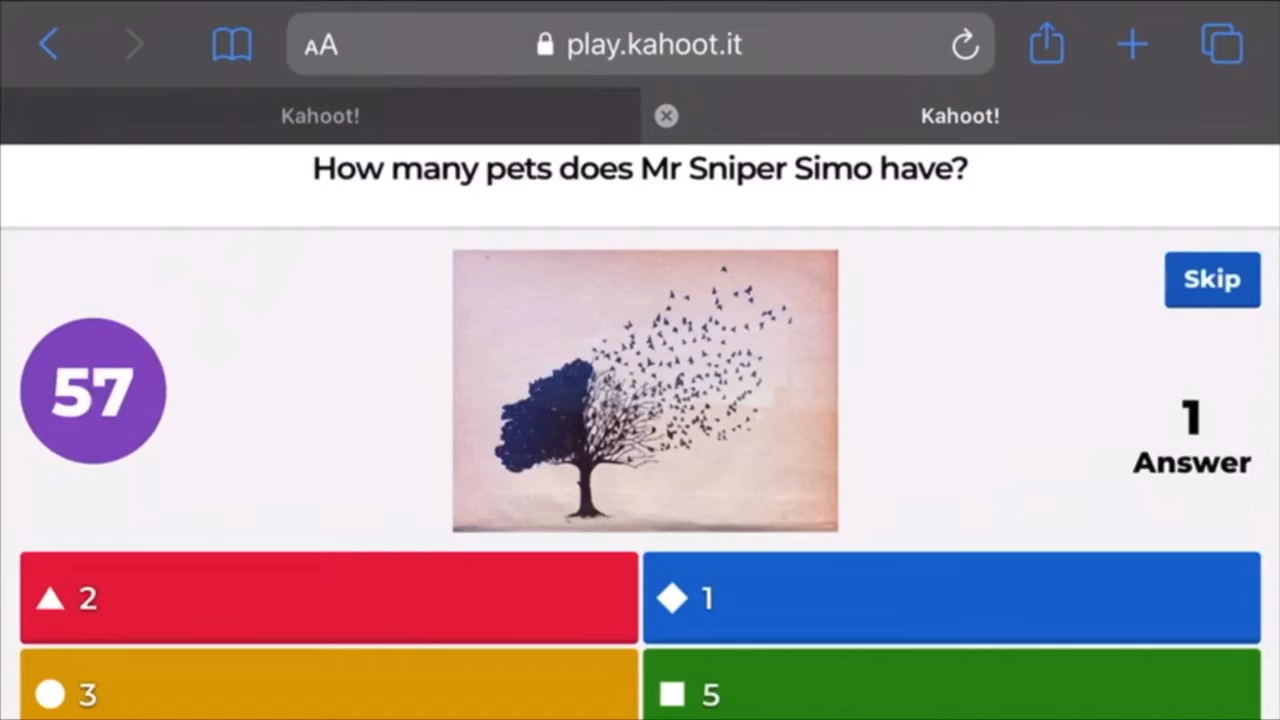 AA play.kahoot.it
Kahoot! Kahoot!
How many pets does Mr Sniper Simo have?
Skip
57
1
Answer
2
1
3
5